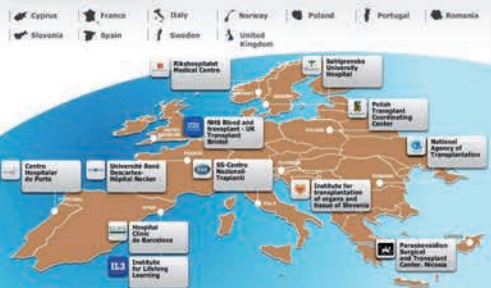 Cyprus
France
Italy
Norway
Poland
Portugal
Romania
Slovenia
Spain
Sweden
United
Kingdom
Rikshospitalet
Medical Centre
Sahlgrenska
University
Hospital
NHS Blood and
transplant - UK
Transplant
Bristol
Polish
Transplant
Coordinating
Center
National
Agency of
Transplantation
Centro
Hospitalar
do Porto
Université René
Descartes-
Hôpital Necker
SS-Centro
Nazionale
Trapianti
Institute for
transplantation
of organs and
tissue of Slovenia
Hospital
Clínic
de Barcelona
IL3
Institute
for Lifelong
Learning
Paraskevaidion
Surgical
and Transplant
Center, Nicosia